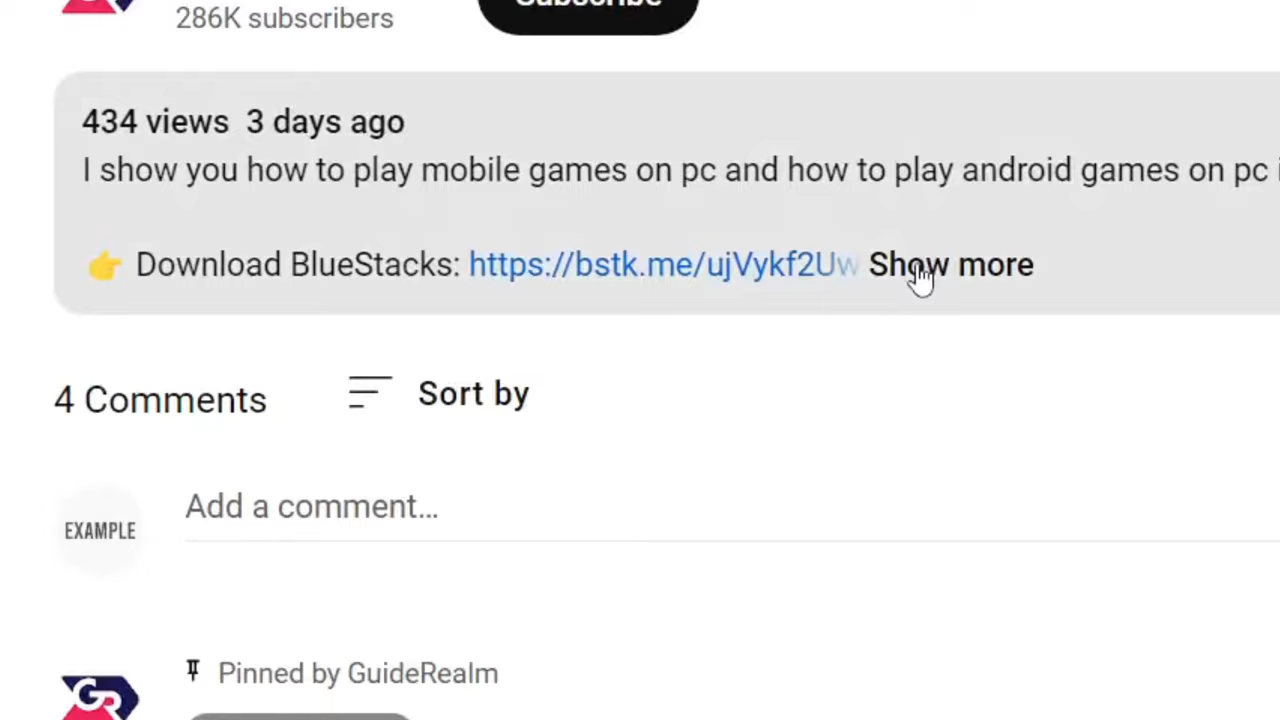 286K subscribers
Subscribe
434 views 3 days ago
I show you how to play mobile games on pc and how to play android games on pc
👉 Download BlueStacks: https://bstk.me/ujVykf2Uw Show more
4 Comments
Sort by
EXAMPLE
Add a comment...
Pinned by GuideRealm
GR